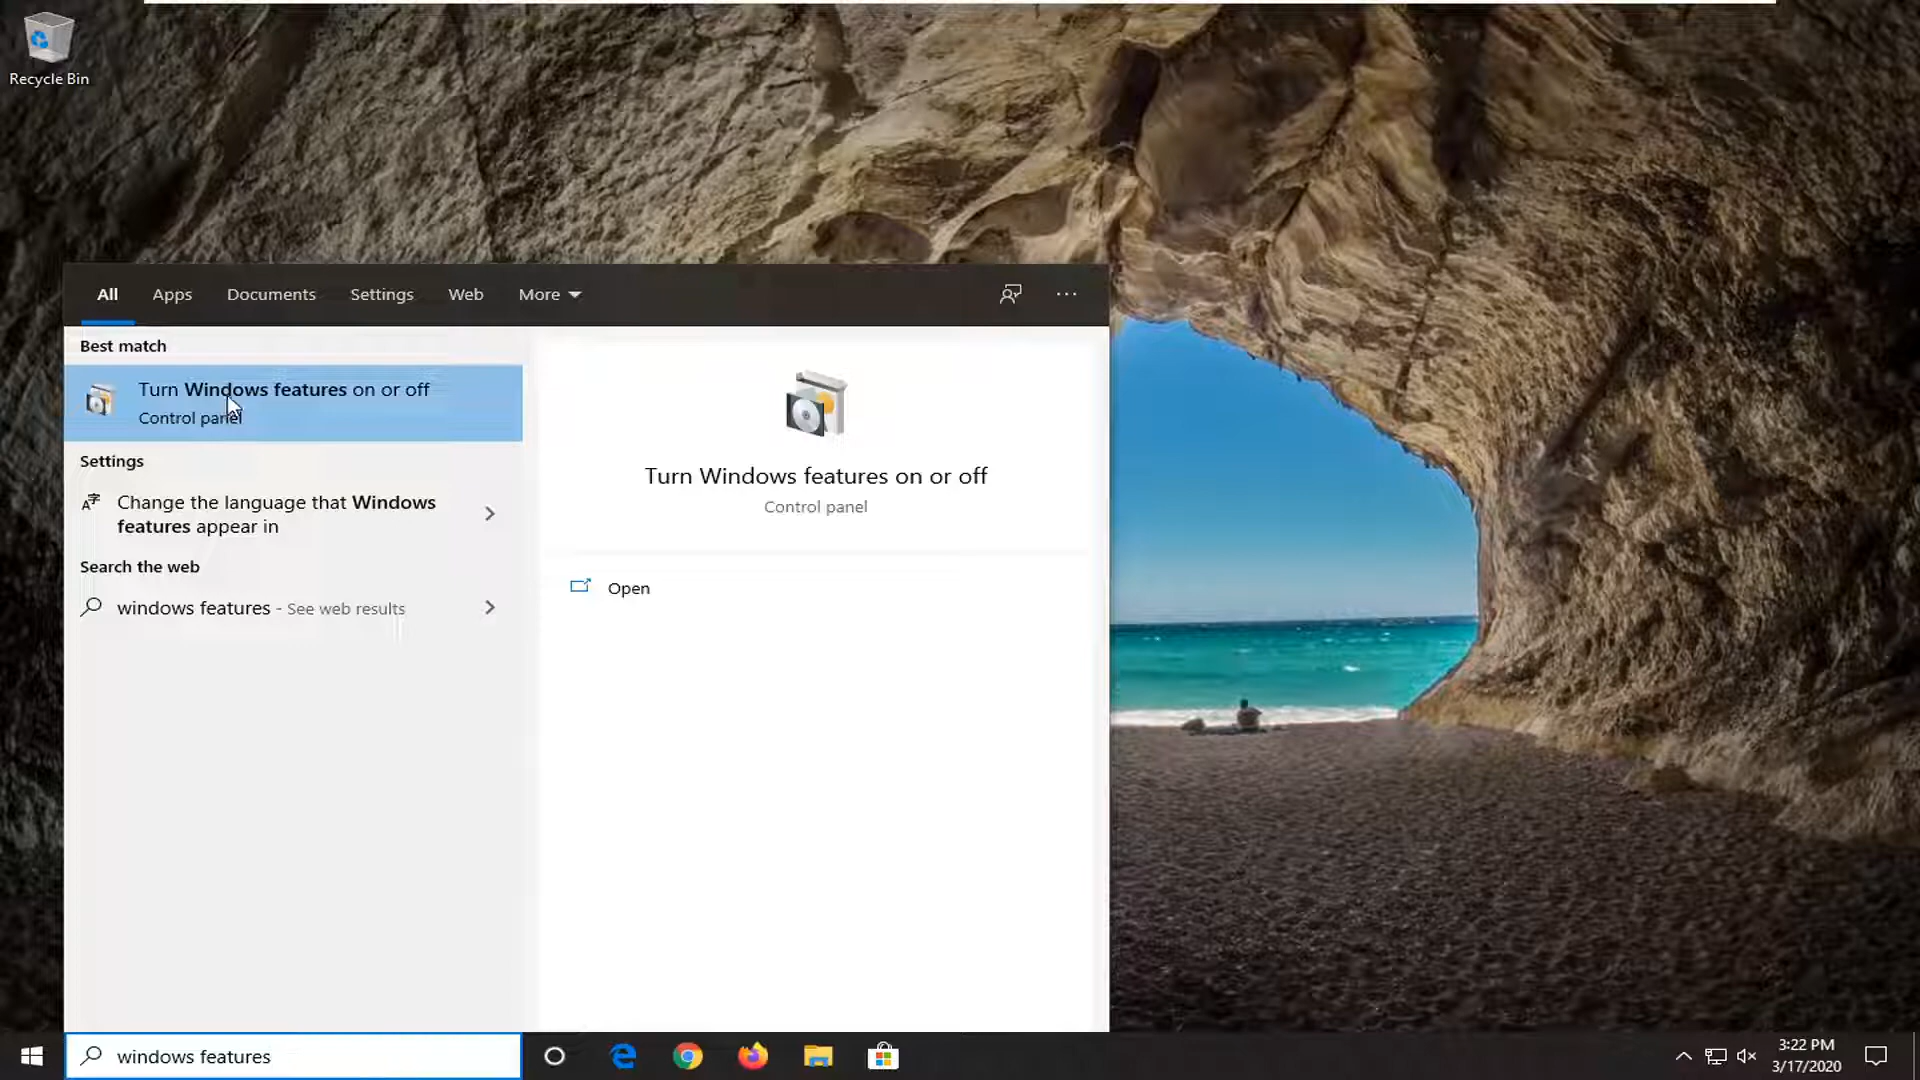 Recycle Bin
All Apps Documents Settings Web More
Best match
Turn Windows features on or off
Control panel
Settings
Change the language that Windows
features appear in
Search the web
windows features - See web results
Turn Windows features on or off
Control panel
Open
windows features
3:22 PM
3/17/2020